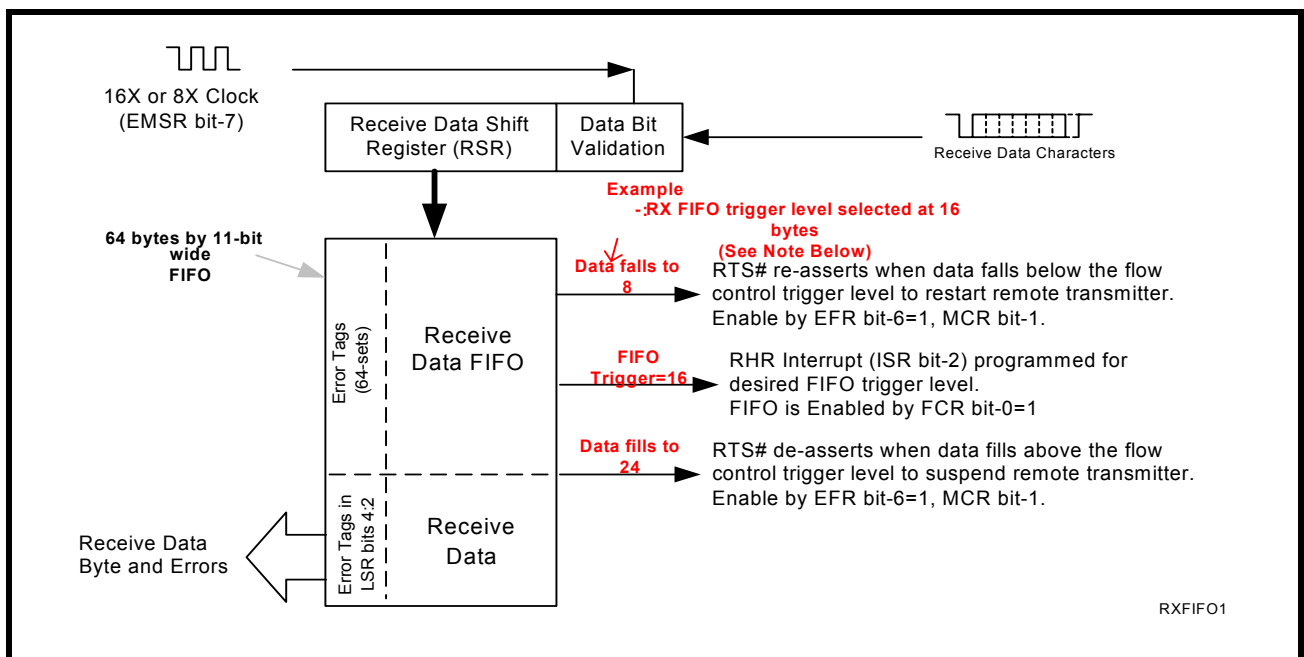 16X or 8X Clock
(EMSR bit-7)
Receive Data Shift
Register (RSR)
Data Bit
Validation
Receive Data Characters
Example
-:RX FIFO trigger level selected at 16
bytes
(See Note Below)
64 bytes by 11-bit
wide
FIFO
Data falls to
8
RTS# re-asserts when data falls below the flow
control trigger level to restart remote transmitter.
Enable by EFR bit-6=1, MCR bit-1.
Error Tags
(64-sets)
Receive
Data FIFO
FIFO
Trigger=16
RHR Interrupt (ISR bit-2) programmed for
desired FIFO trigger level.
FIFO is Enabled by FCR bit-0=1
Data fills to
24
RTS# de-asserts when data fills above the flow
control trigger level to suspend remote transmitter.
Enable by EFR bit-6=1, MCR bit-1.
Error Tags in
LSR bits 4:2
Receive
Data
Receive Data
Byte and Errors
RXFIFO1